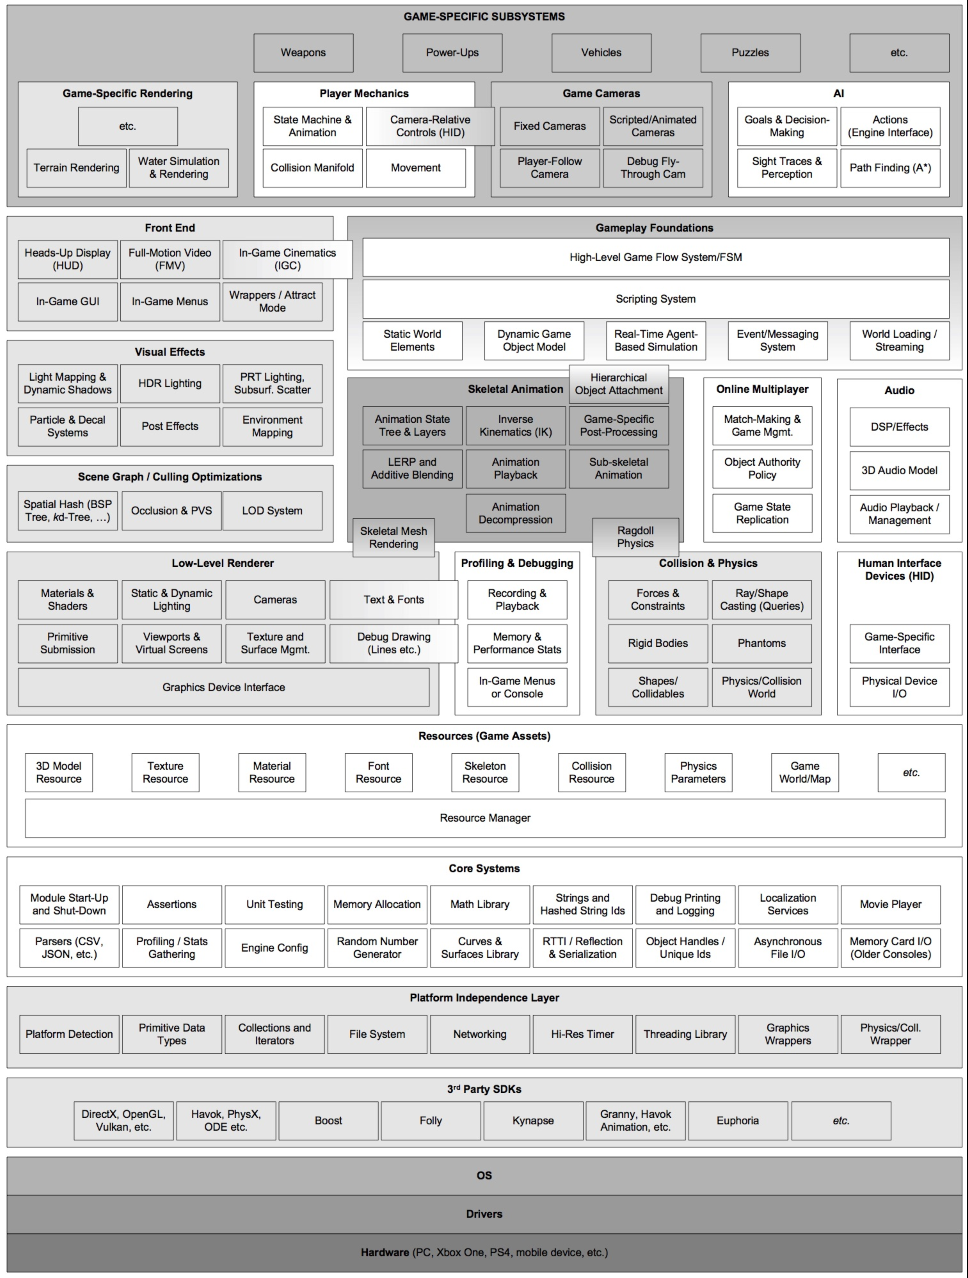 GAME-SPECIFIC SUBSYSTEMS
Weapons
Power-Ups
Vehicles
Puzzles
etc.
Game-Specific Rendering
etc.
Terrain Rendering
Water Simulation
& Rendering
Player Mechanics
State Machine &
Animation
Camera-Relative
Controls (HID)
Collision Manifold
Movement
Game Cameras
Fixed Cameras
Scripted/Animated
Cameras
Player-Follow
Camera
Debug Fly-
Through Cam
AI
Goals & Decision-
Making
Actions
(Engine Interface)
Sight Traces &
Perception
Path Finding (A*)
Front End
Heads-Up Display
(HUD)
Full-Motion Video
(FMV)
In-Game Cinematics
(IGC)
In-Game GUI
In-Game Menus
Wrappers / Attract
Mode
Gameplay Foundations
High-Level Game Flow System/FSM
Scripting System
Static World
Elements
Dynamic Game
Object Model
Real-Time Agent-
Based Simulation
Event/Messaging
System
World Loading /
Streaming
Visual Effects
Light Mapping &
Dynamic Shadows
HDR Lighting
PRT Lighting,
Subsurf. Scatter
Particle & Decal
Systems
Post Effects
Environment
Mapping
Skeletal Animation
Hierarchical
Object Attachment
Animation State
Tree & Layers
Inverse
Kinematics (IK)
Game-Specific
Post-Processing
LERP and
Additive Blending
Animation
Playback
Sub-skeletal
Animation
Animation
Decompression
Skeletal Mesh
Rendering
Ragdoll
Physics
Online Multiplayer
Match-Making &
Game Mgmt.
Object Authority
Policy
Game State
Replication
Audio
DSP/Effects
3D Audio Model
Audio Playback /
Management
Scene Graph / Culling Optimizations
Spatial Hash (BSP
Tree, kd-Tree, …)
Occlusion & PVS
LOD System
Low-Level Renderer
Materials &
Shaders
Static & Dynamic
Lighting
Cameras
Text & Fonts
Primitive
Submission
Viewports &
Virtual Screens
Texture and
Surface Mgmt.
Debug Drawing
(Lines etc.)
Graphics Device Interface
Profiling & Debugging
Recording &
Playback
Memory &
Performance Stats
In-Game Menus
or Console
Collision & Physics
Forces &
Constraints
Ray/Shape
Casting (Queries)
Rigid Bodies
Phantoms
Shapes/
Collidables
Physics/Collision
World
Human Interface
Devices (HID)
Game-Specific
Interface
Physical Device
I/O
Resources (Game Assets)
3D Model
Resource
Texture
Resource
Material
Resource
Font
Resource
Skeleton
Resource
Collision
Resource
Physics
Parameters
Game
World/Map
etc.
Resource Manager
Core Systems
Module Start-Up
and Shut-Down
Assertions
Unit Testing
Memory Allocation
Math Library
Strings and
Hashed String Ids
Debug Printing
and Logging
Localization
Services
Movie Player
Parsers (CSV,
JSON, etc.)
Profiling / Stats
Gathering
Engine Config
Random Number
Generator
Curves &
Surfaces Library
RTTI / Reflection
& Serialization
Object Handles /
Unique Ids
Asynchronous
File I/O
Memory Card I/O
(Older Consoles)
Platform Independence Layer
Platform Detection
Primitive Data
Types
Collections and
Iterators
File System
Networking
Hi-Res Timer
Threading Library
Graphics
Wrappers
Physics/Coll.
Wrapper
3rd Party SDKs
DirectX, OpenGL,
Vulkan, etc.
Havok, PhysX,
ODE etc.
Boost
Folly
Kynapse
Granny, Havok
Animation, etc.
Euphoria
etc.
OS
Drivers
Hardware (PC, Xbox One, PS4, mobile device, etc.)